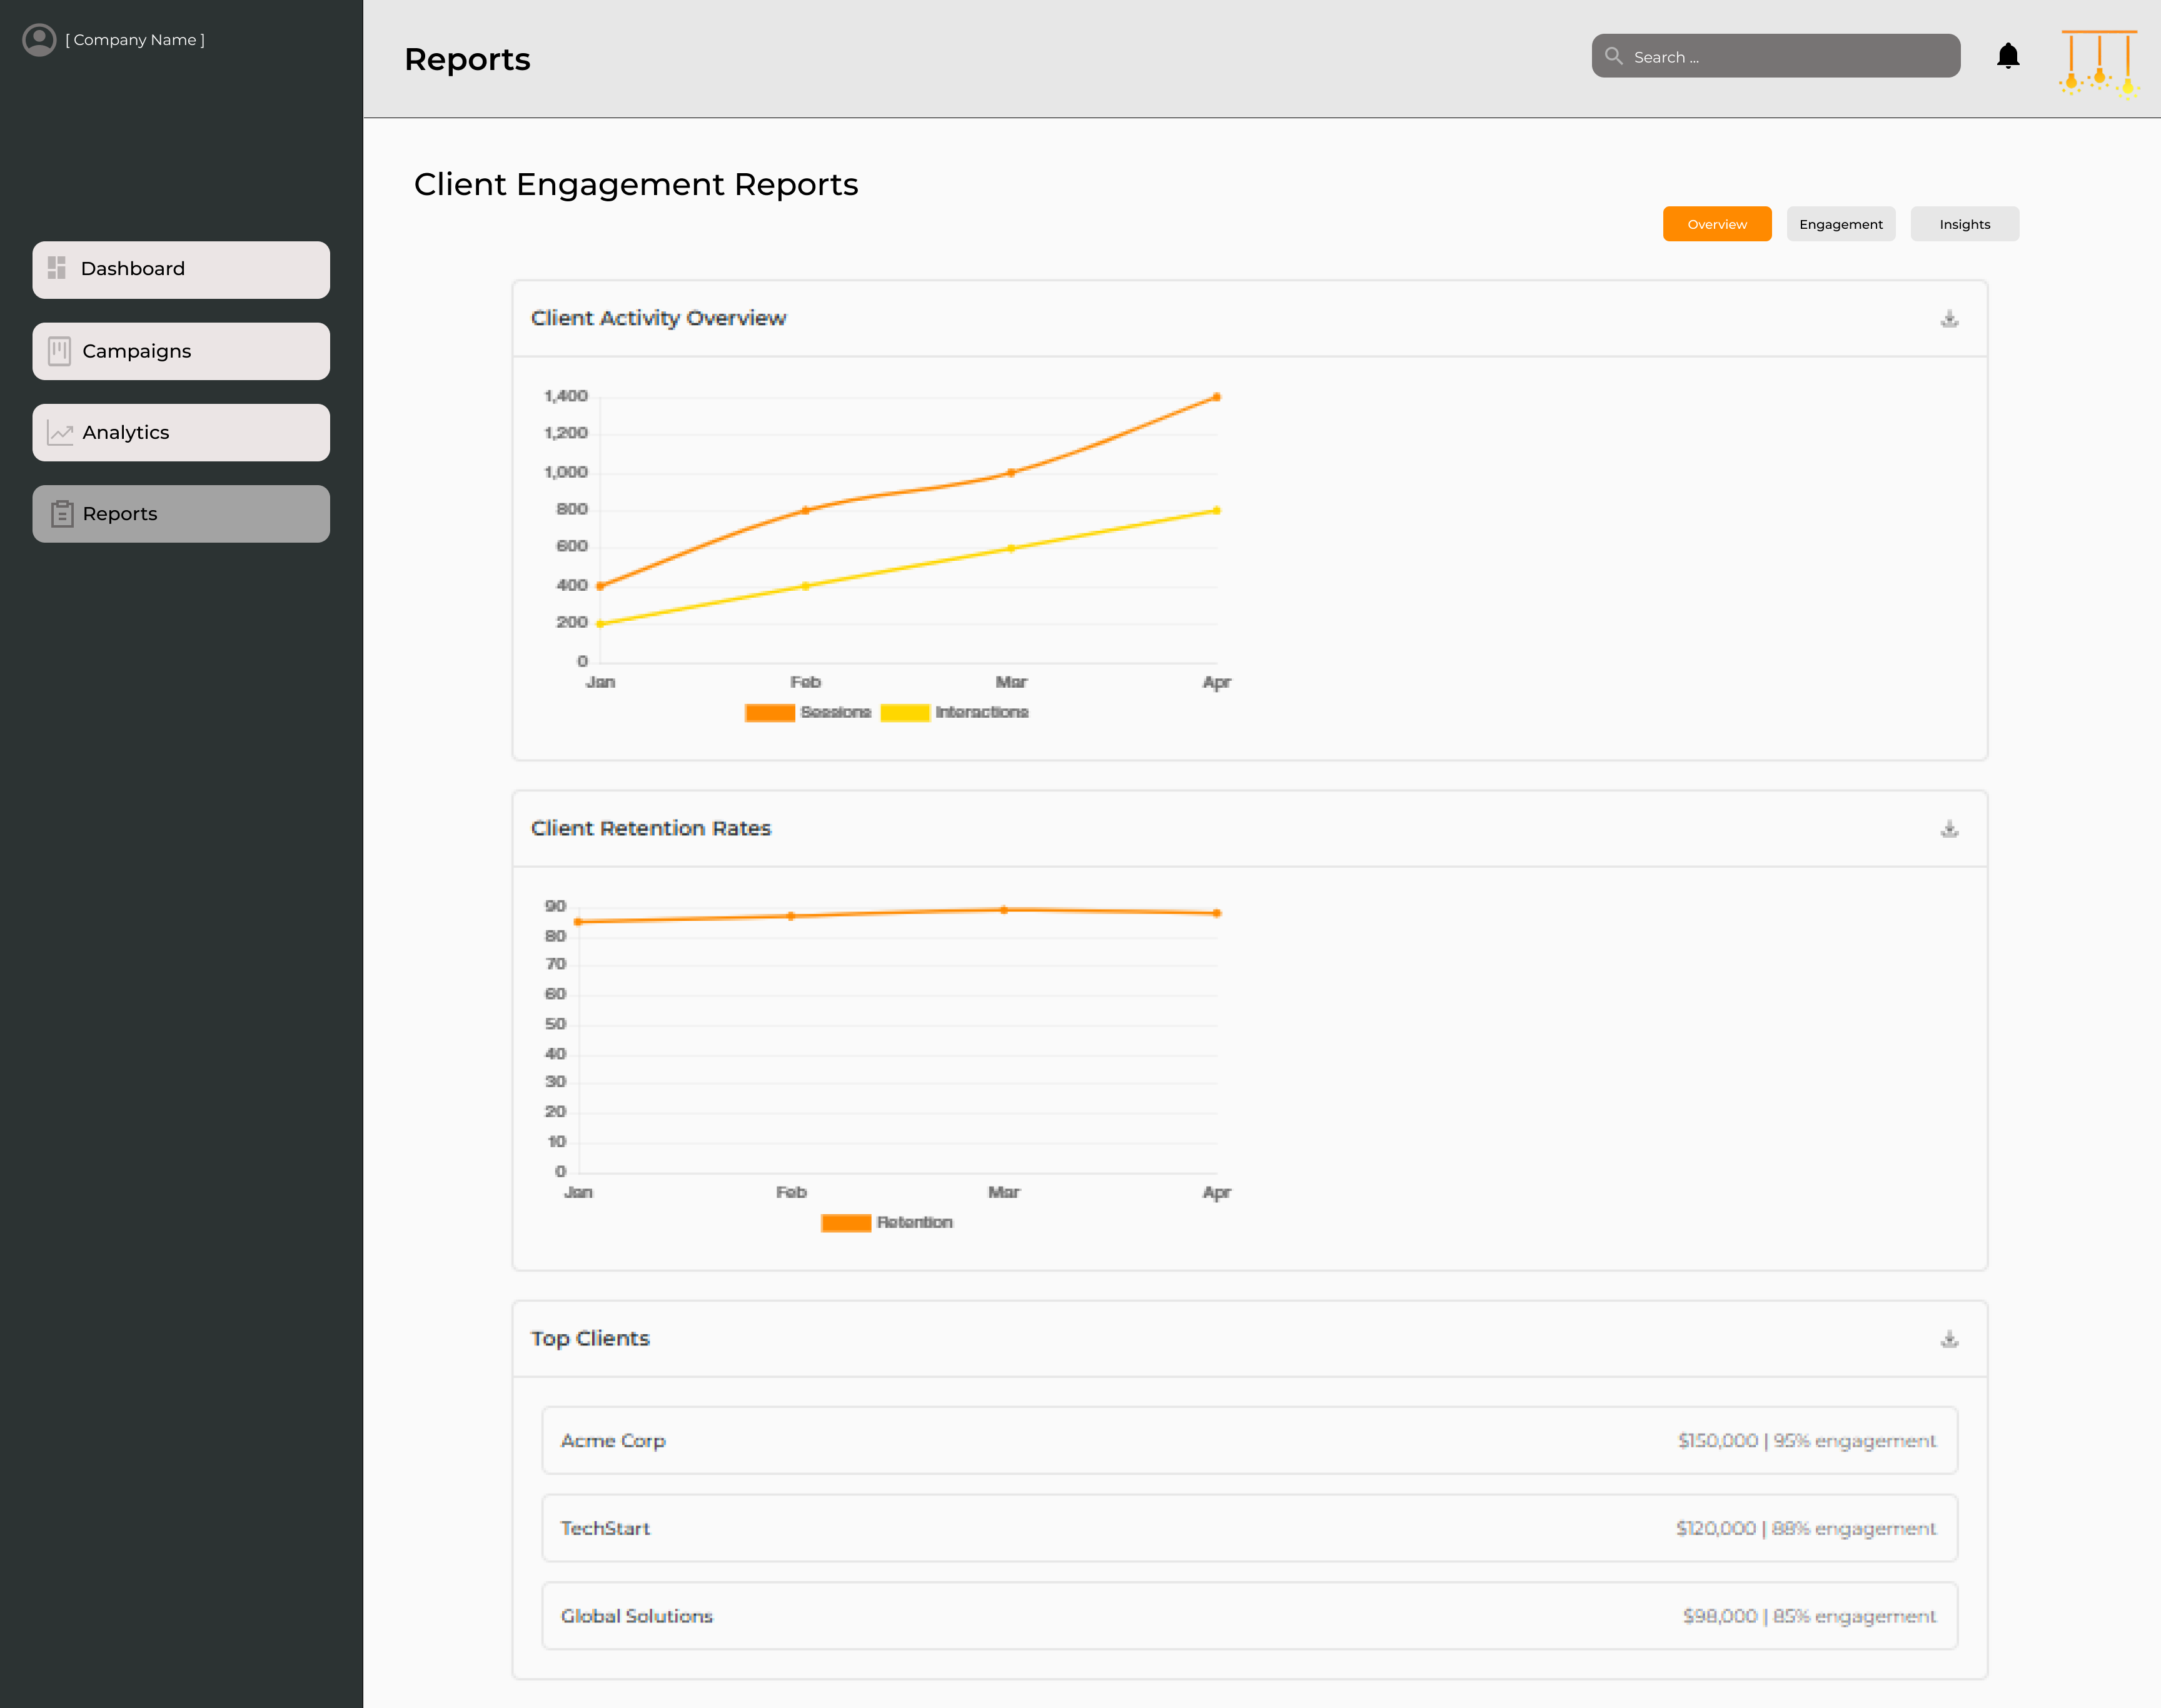 [ Company Name ]
Reports
Search ...
Dashboard
Campaigns
Analytics
Reports
Client Engagement Reports
Overview
Engagement
Insights
Client Activity Overview
1,400
1,200
1,000
800
600
400
200
0
Jan Feb Mar Apr
Sessions Interactions
Client Retention Rates
90
80
70
60
50
40
30
20
10
0
Jan Feb Mar Apr
Retention
Top Clients
Acme Corp $150,000 | 95% engagement
TechStart $120,000 | 88% engagement
Global Solutions $98,000 | 85% engagement